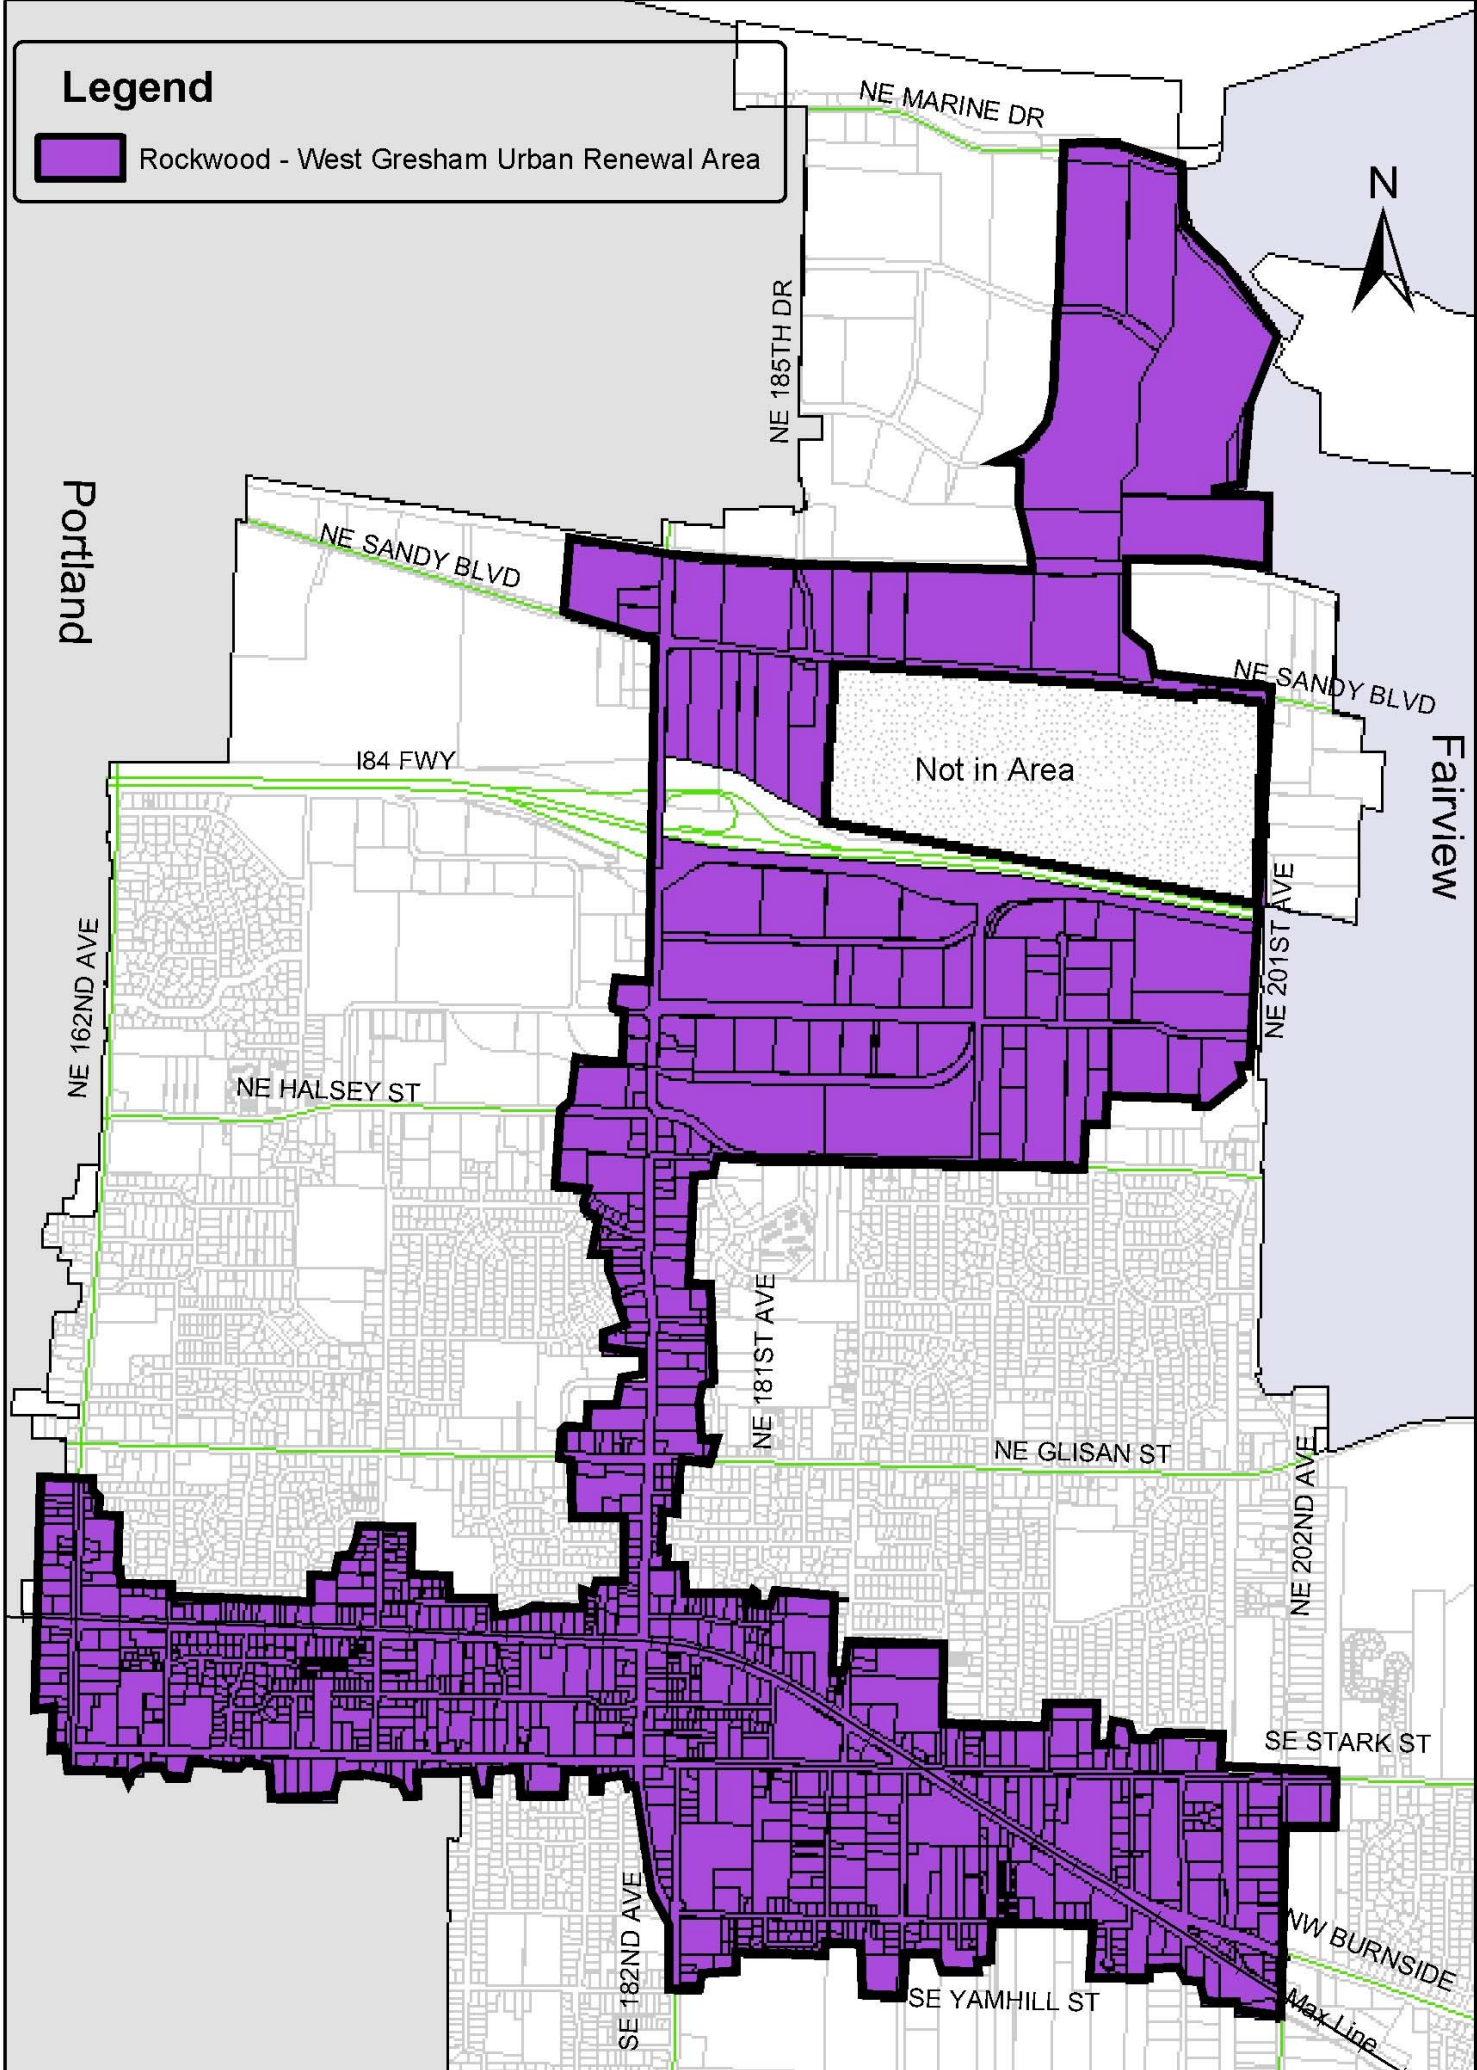 Legend
Rockwood - West Gresham Urban Renewal Area
NE MARINE DR
N
NE 185TH DR
Portland
NE SANDY BLVD
NE SANDY BLVD
Fairview
I84 FWY
Not in Area
NE 162ND AVE
NE 201ST AVE
NE HALSEY ST
NE 181ST AVE
NE GLISAN ST
NE 202ND AVE
SE STARK ST
SE 182ND AVE
NW BURNSIDE
SE YAMHILL ST
Max Line